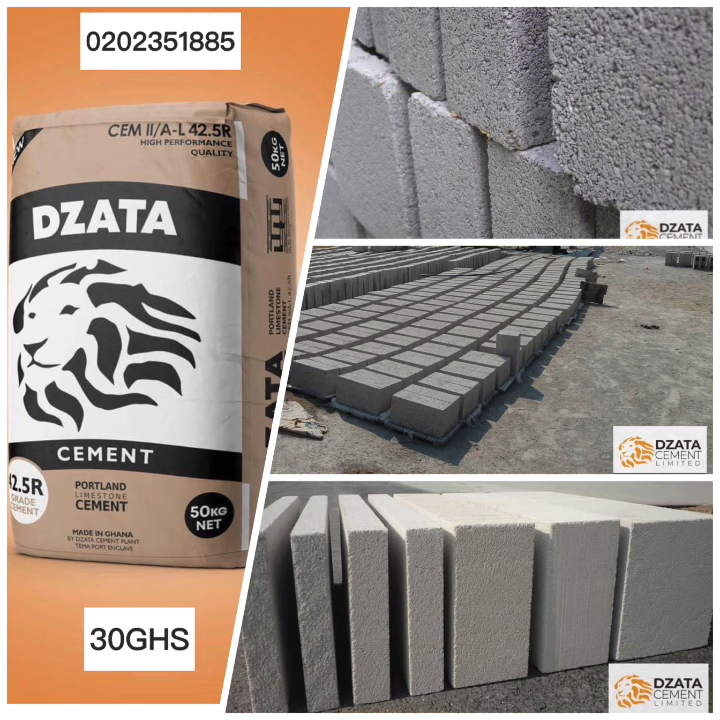 0202351885
CEM II/A-L 42.5R
HIGH PERFORMANCE
QUALITY
50KG
NET
DZATA
PORTLAND
LIMESTONE
CEMENT
CEMENT
42.5R
GRADE
CEMENT
PORTLAND
LIMESTONE
CEMENT
50KG
NET
MADE IN GHANA
BY DZATA CEMENT PLANT
TEMA PORT ENCLAVE
30GHS
DZATA
CEMENT
DZATA
CEMENT
LIMITED
DZATA
CEMENT
LIMITED